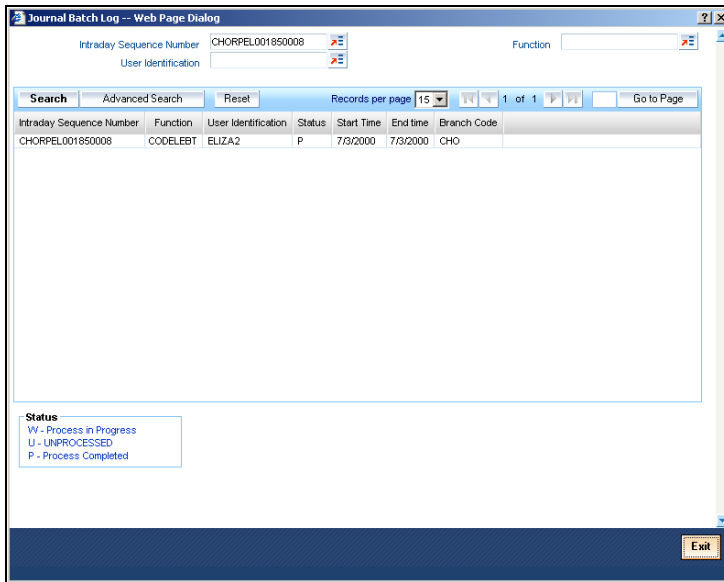 Journal Batch Log -- Web Page Dialog
Intraday Sequence Number CHORPEL001850008 Function
User Identification
Search Advanced Search Reset Records per page 15 1 of 1 Go to Page
Intraday Sequence Number Function User Identification Status Start Time End time Branch Code
CHORPEL001850008 CODELEBT ELIZA2 P 7/3/2000 7/3/2000 CHO
Status
W - Process in Progress
U - UNPROCESSED
P - Process Completed
Exit